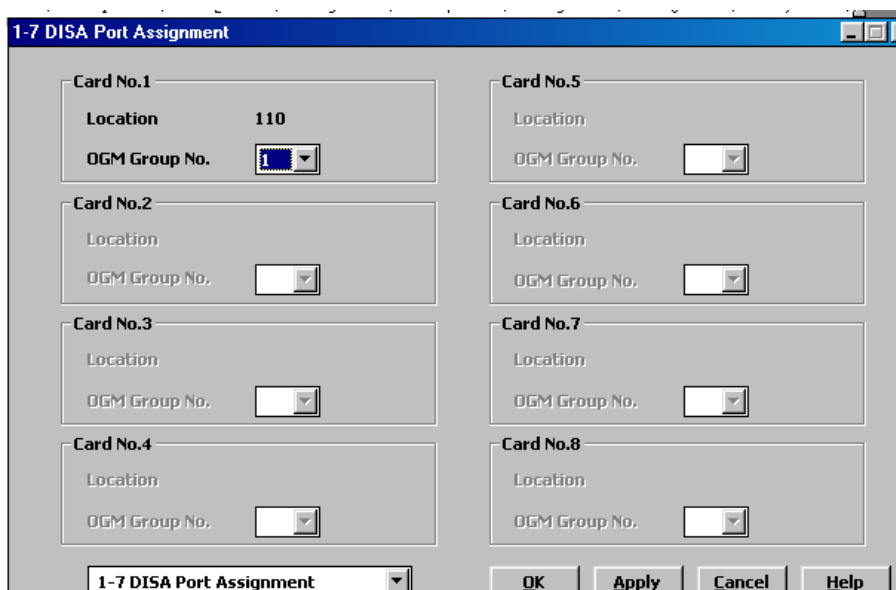 1-7 DISA Port Assignment
Card No.1
Location 110
OGM Group No. 1
Card No.2
Location
OGM Group No.
Card No.3
Location
OGM Group No.
Card No.4
Location
OGM Group No.
Card No.5
Location
OGM Group No.
Card No.6
Location
OGM Group No.
Card No.7
Location
OGM Group No.
Card No.8
Location
OGM Group No.
1-7 DISA Port Assignment
OK Apply Cancel Help